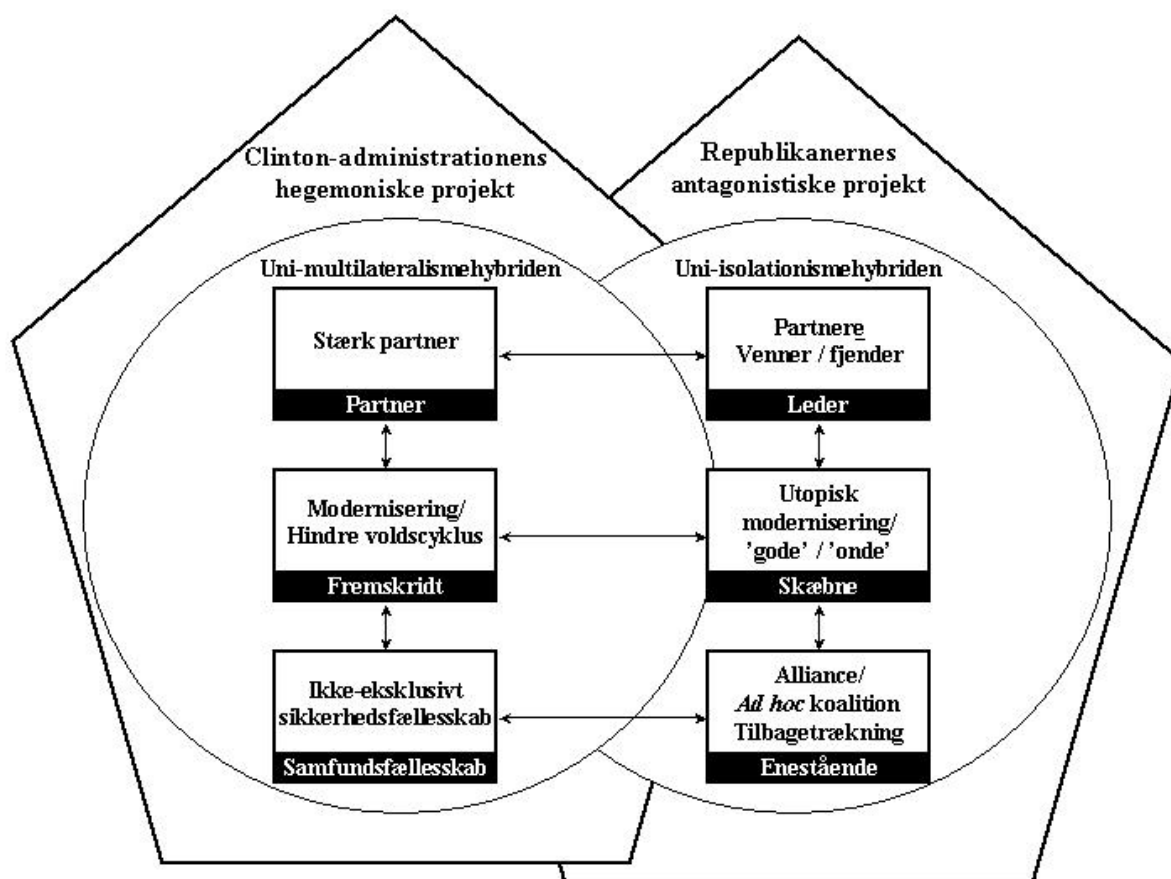 Clinton-administrationens
hegemoniske projekt
Uni-multilateralismehybriden
Stærk partner
Partner
Modernisering/
Hindre voldscyklus
Fremskridt
Ikke-eksklusivt
sikkerhedsfællesskab
Samfundsfællesskab
Republikanernes
antagonistiske projekt
Uni-isolationismehybriden
Partnere
Venner / fjender
Leder
Utopisk
modernisering/
’gode’ / ’onde’
Skæbne
Alliance/
Ad hoc koalition
Tilbagetrækning
Enestående